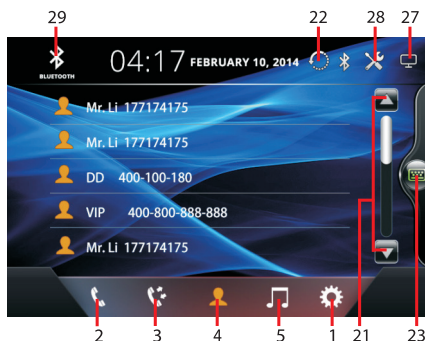 29 22 28 27
BLUETOOTH
04:17 FEBRUARY 10, 2014
Mr. Li 177174175
Mr. Li 177174175
DD 400-100-180
VIP 400-800-888-888
Mr. Li 177174175
2 3 4 5 1 21 23